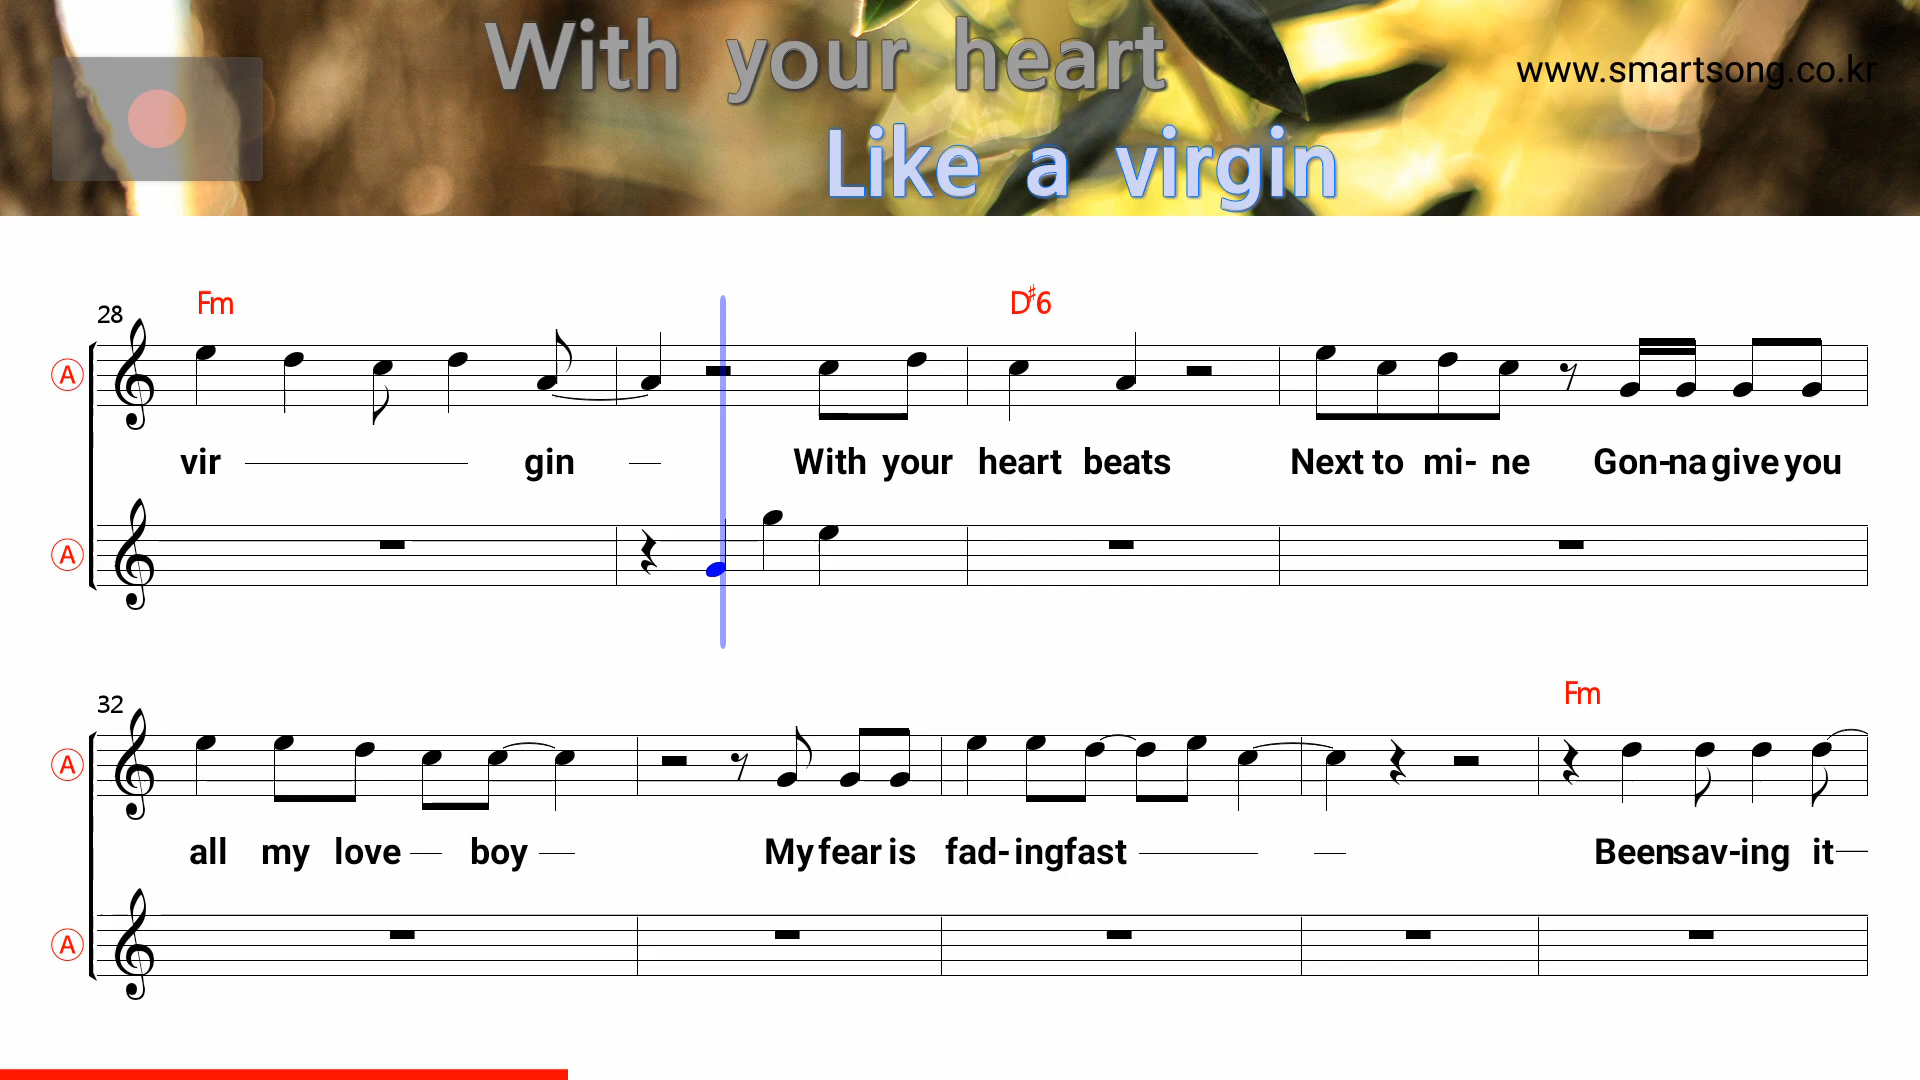 With your heart
www.smartsong.co.kr
Like a virgin
Fm D♯6
28
A
vir gin With your heart beats Next to mi- ne Gon-na give you
A
Fm
32
A
all my love boy My fear is fad-ing fast Been sav-ing it
A